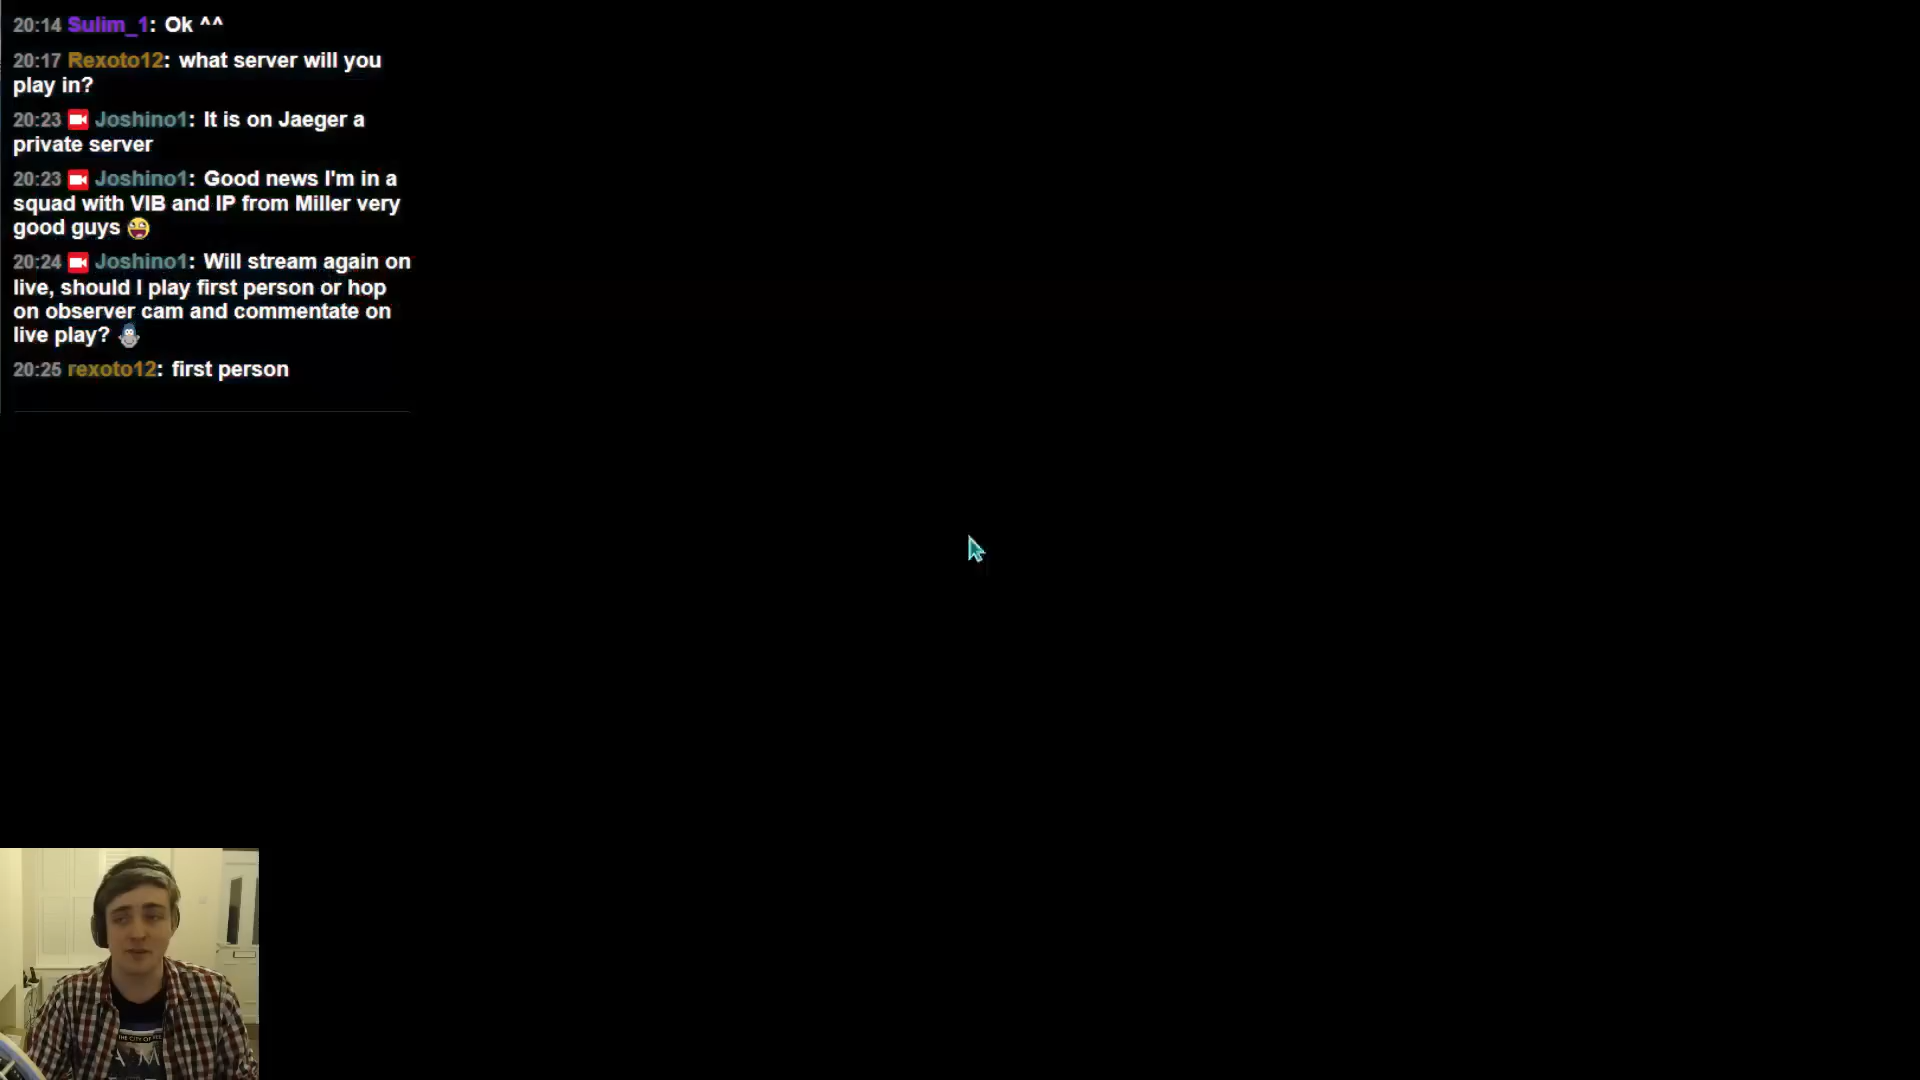 20:14 Sulim_1: Ok ^^
20:17 Rexoto12: what server will you
play in?
20:23 Joshino1: It is on Jaeger a
private server
20:23 Joshino1: Good news I'm in a
squad with VIB and IP from Miller very
good guys
20:24 Joshino1: Will stream again on
live, should I play first person or hop
on observer cam and commentate on
live play?
20:25 rexoto12: first person
THE CITY OF